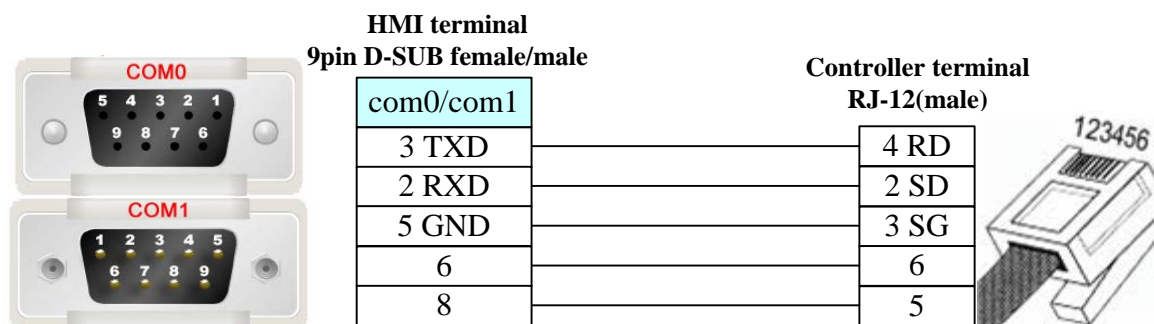 HMI terminal
9pin D-SUB female/male
Controller terminal
RJ-12(male)
COM0
5 4 3 2 1
9 8 7 6
COM1
1 2 3 4 5
6 7 8 9
com0/com1
3 TXD
2 RXD
5 GND
6
8
4 RD
2 SD
3 SG
6
5
123456